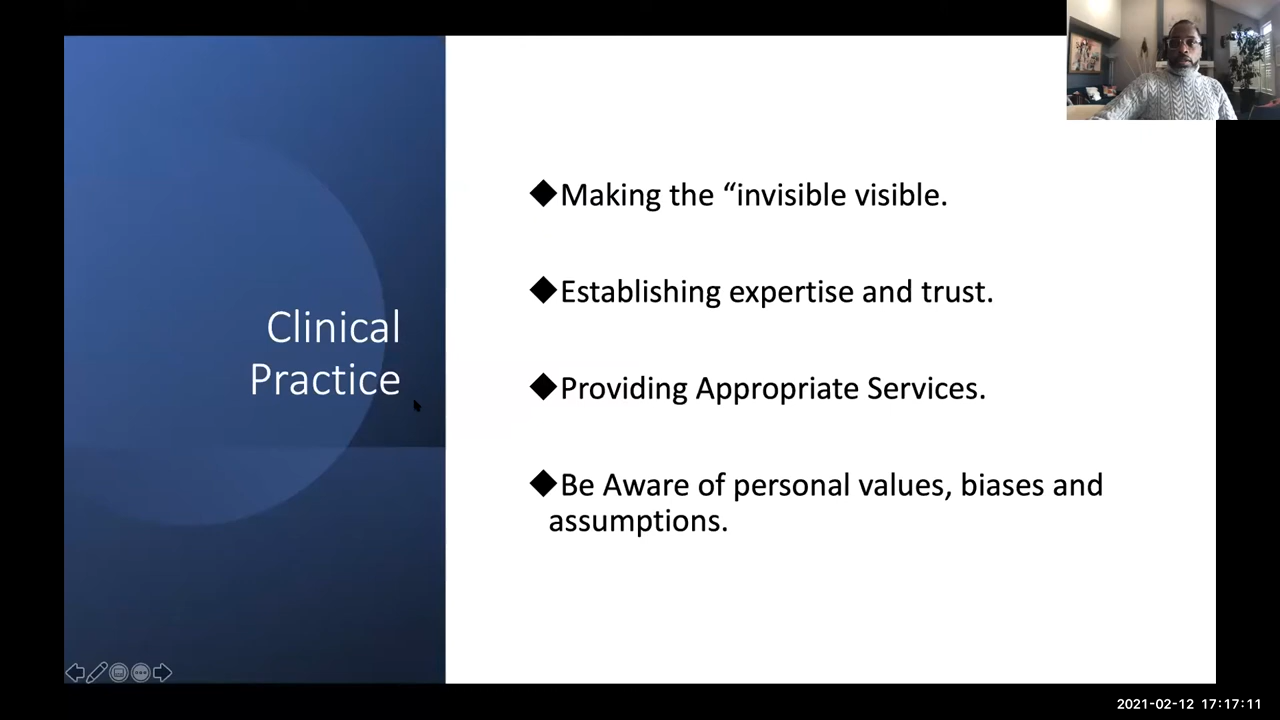 Clinical
Practice
◆Making the “invisible visible.
◆Establishing expertise and trust.
◆Providing Appropriate Services.
◆Be Aware of personal values, biases and
assumptions.
2021-02-12 17:17:11